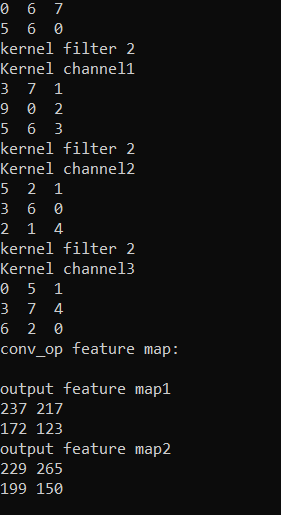 0  6  7
5  6  0
kernel filter 2
Kernel channel1
3  7  1
9  0  2
5  6  3
kernel filter 2
Kernel channel2
5  2  1
3  6  0
2  1  4
kernel filter 2
Kernel channel3
0  5  1
3  7  4
6  2  0
conv_op feature map:

output feature map1
237 217
172 123
output feature map2
229 265
199 150